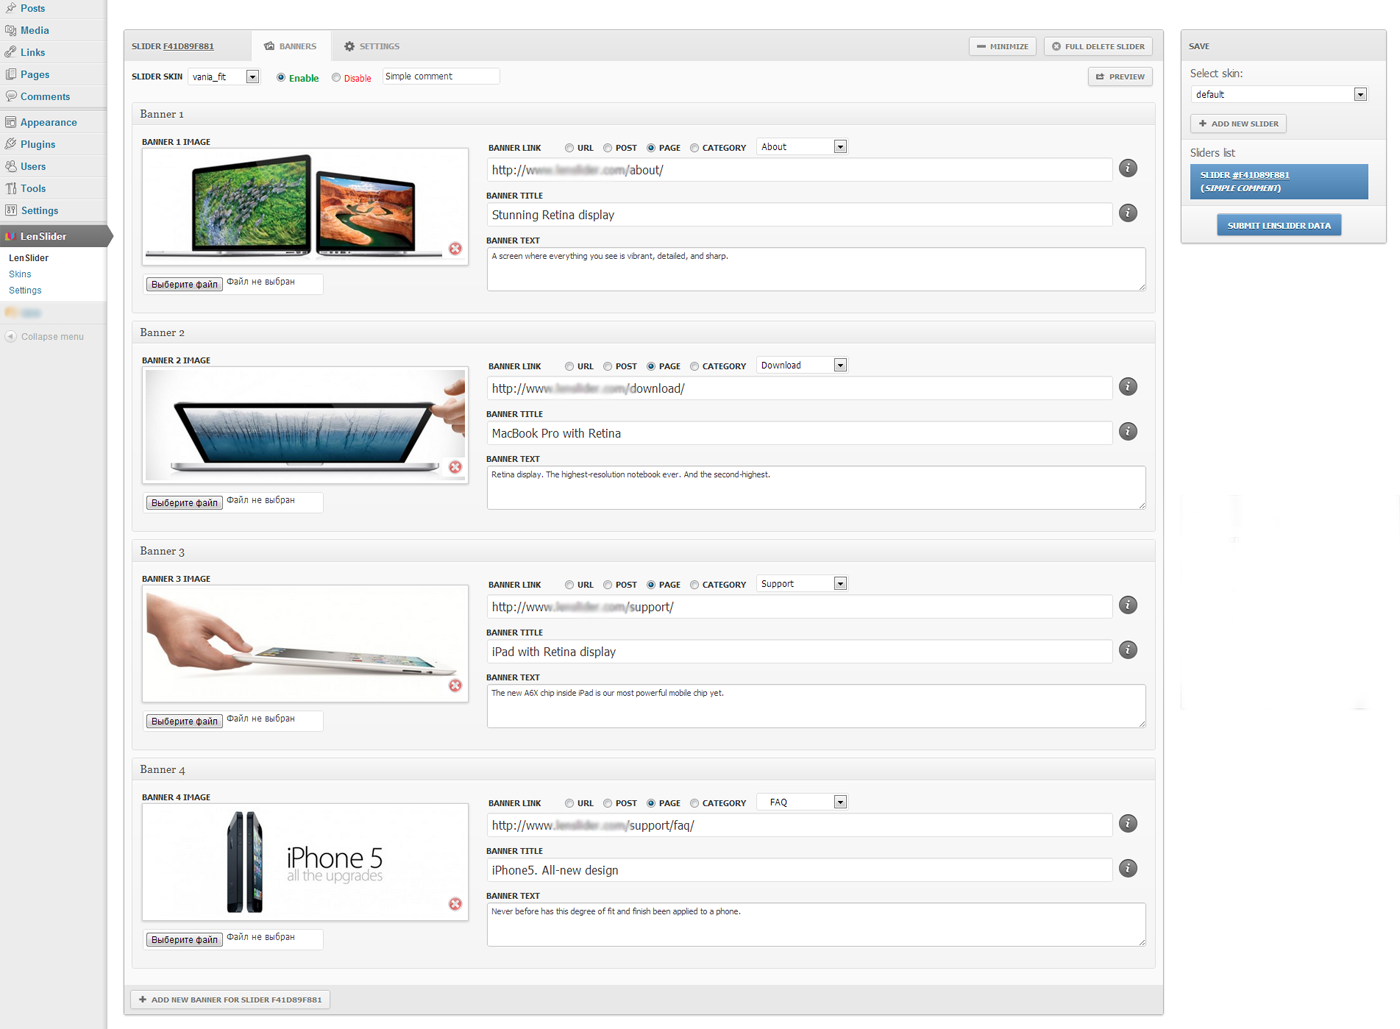 Posts
Media
Links
Pages
Comments
Appearance
Plugins
Users
Tools
Settings
LenSlider
LenSlider
Skins
Settings
Collapse menu
SLIDER F41D89F881
BANNERS
SETTINGS
MINIMIZE
FULL DELETE SLIDER
SLIDER SKIN vania_fit Enable Disable Simple comment
PREVIEW
Banner 1
BANNER 1 IMAGE
Выберите файл Файл не выбран
BANNER LINK URL POST PAGE CATEGORY About
http://www.lenslider.com/about/
BANNER TITLE
Stunning Retina display
BANNER TEXT
A screen where everything you see is vibrant, detailed, and sharp.
Banner 2
BANNER 2 IMAGE
Выберите файл Файл не выбран
BANNER LINK URL POST PAGE CATEGORY Download
http://www.lenslider.com/download/
BANNER TITLE
MacBook Pro with Retina
BANNER TEXT
Retina display. The highest-resolution notebook ever. And the second-highest.
Banner 3
BANNER 3 IMAGE
Выберите файл Файл не выбран
BANNER LINK URL POST PAGE CATEGORY Support
http://www.lenslider.com/support/
BANNER TITLE
iPad with Retina display
BANNER TEXT
The new A6X chip inside iPad is our most powerful mobile chip yet.
Banner 4
BANNER 4 IMAGE
iPhone 5
all the upgrades
Выберите файл Файл не выбран
BANNER LINK URL POST PAGE CATEGORY FAQ
http://www.lenslider.com/support/faq/
BANNER TITLE
iPhone5. All-new design
BANNER TEXT
Never before has this degree of fit and finish been applied to a phone.
ADD NEW BANNER FOR SLIDER F41D89F881
SAVE
Select skin:
default
ADD NEW SLIDER
Sliders list
SLIDER #F41D89F881
(SIMPLE COMMENT)
SUBMIT LENSLIDER DATA